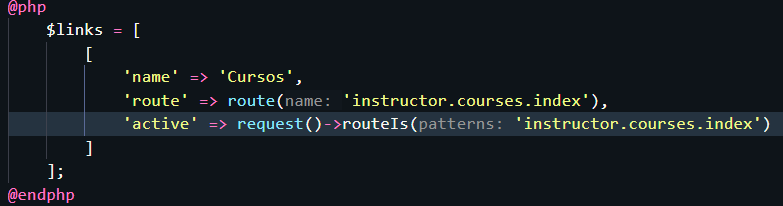 @php
$links = [
[
'name' => 'Cursos',
'route' => route(name: 'instructor.courses.index'),
'active' => request()->routeIs(patterns: 'instructor.courses.index')
]
];
@endphp